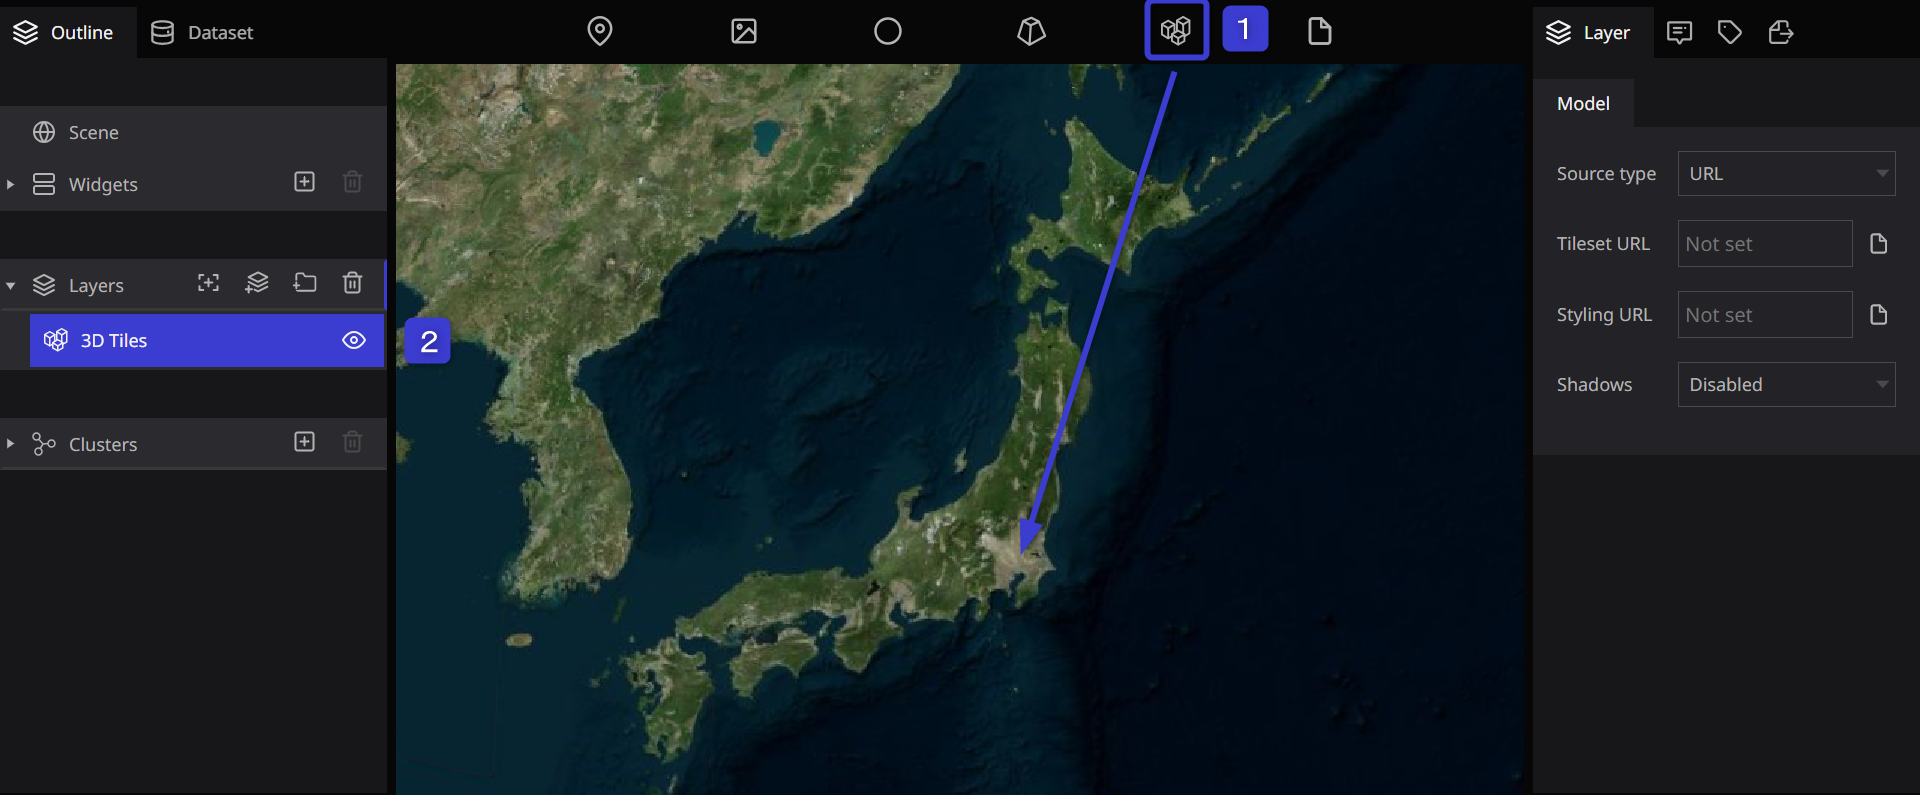 Outline
Dataset
1
Layer
Scene
Widgets
Layers
3D Tiles
2
Clusters
Model
Source type
URL
Tileset URL
Not set
Styling URL
Not set
Shadows
Disabled